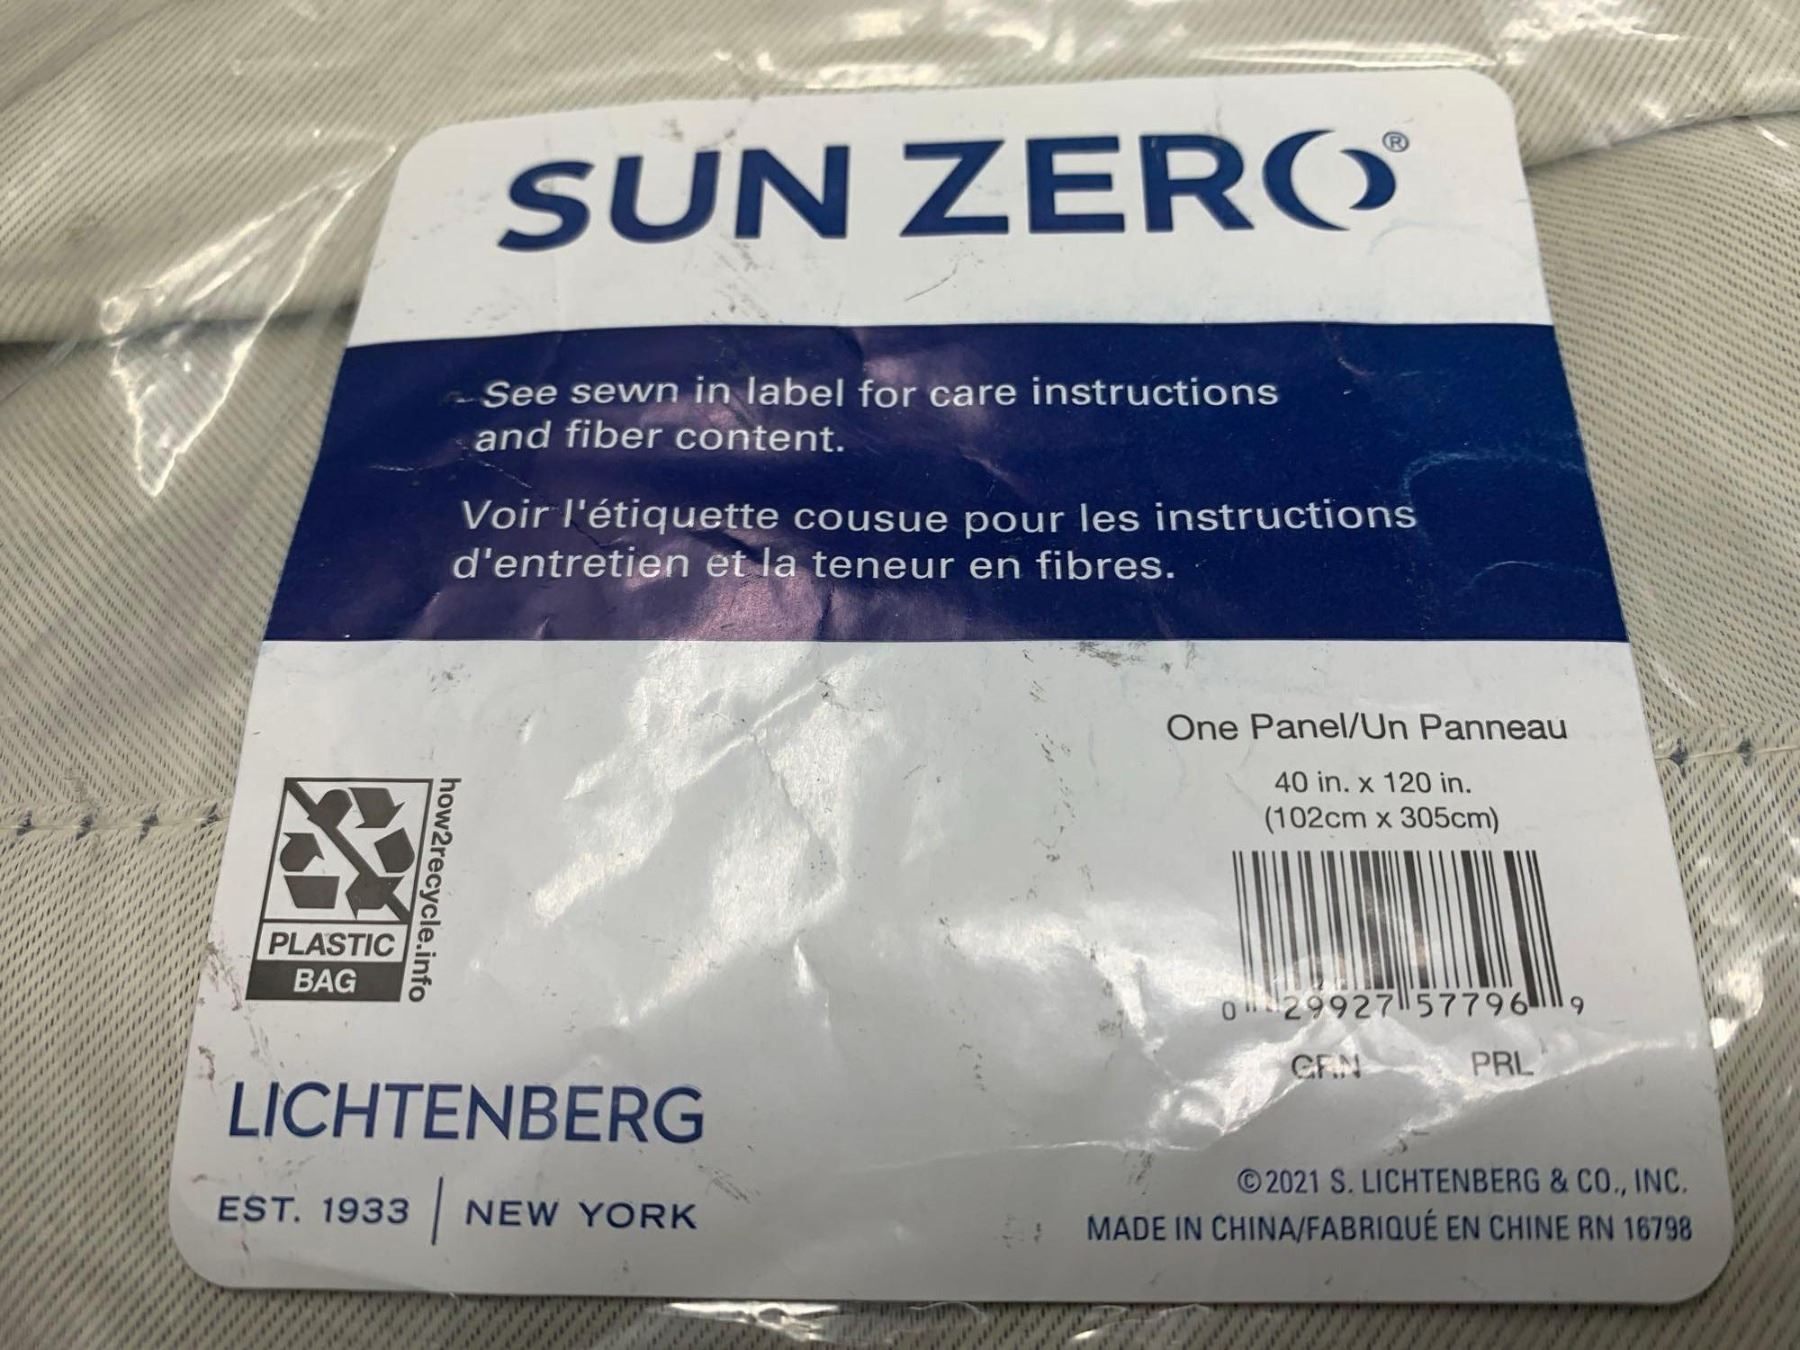 SUN ZERO®
See sewn in label for care instructions
and fiber content.
Voir l'étiquette cousue pour les instructions
d'entretien et la teneur en fibres.
One Panel/Un Panneau
40 in. x 120 in.
(102cm x 305cm)
0 29927 57796 9
GRN PRL
how2recycle.info
PLASTIC
BAG
LICHTENBERG
EST. 1933 | NEW YORK
©2021 S. LICHTENBERG & CO., INC.
MADE IN CHINA/FABRIQUÉ EN CHINE RN 16798